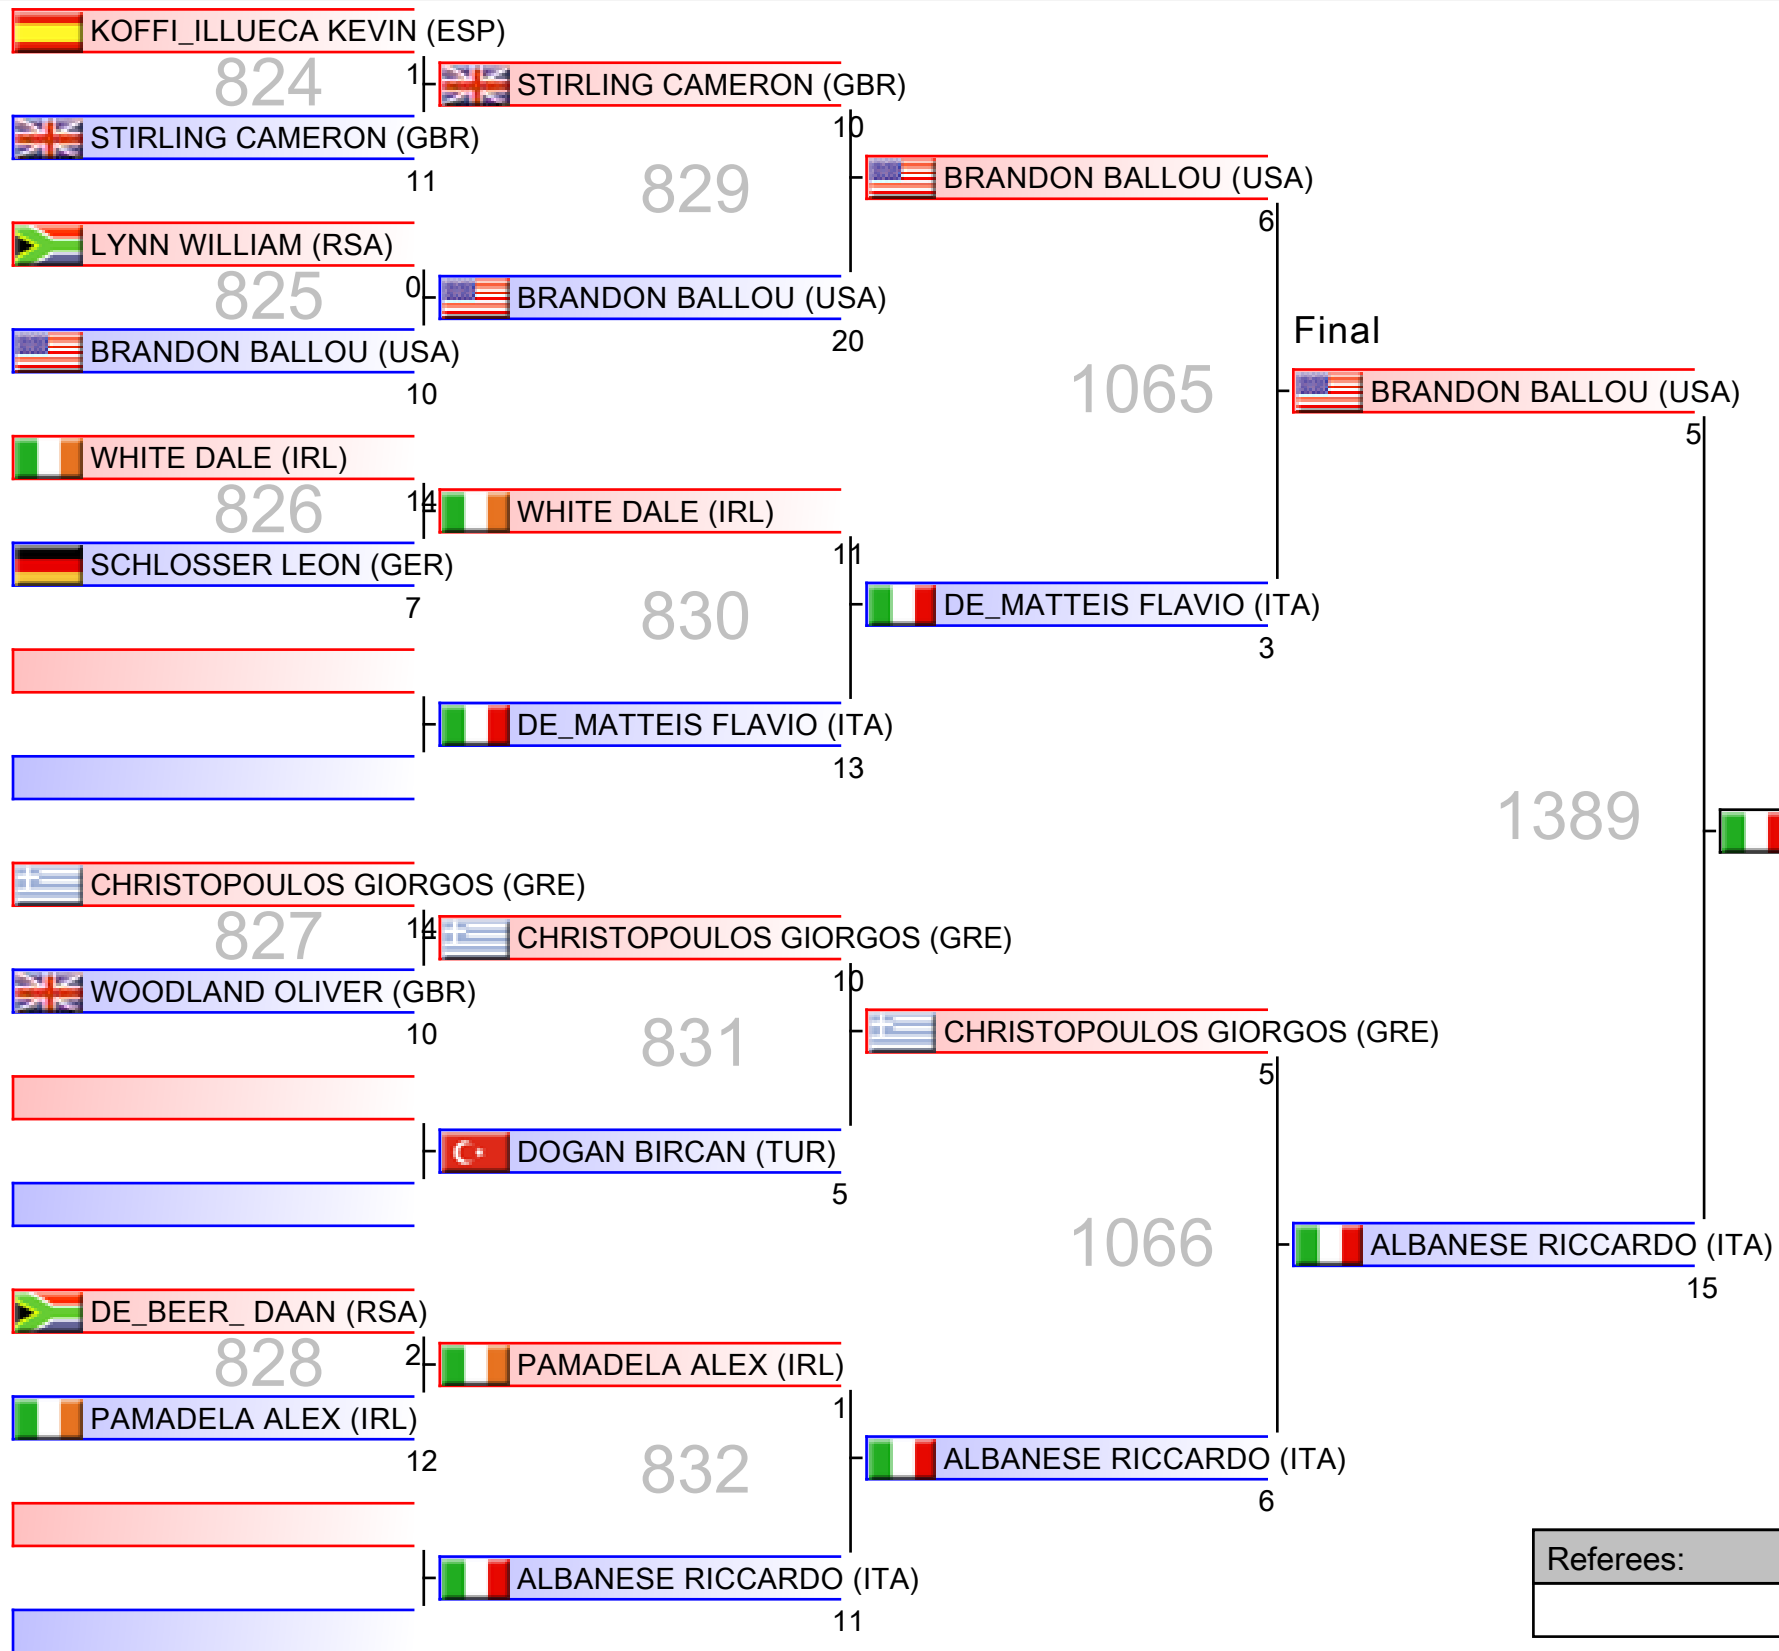 KOFFI_ILLUECA KEVIN (ESP)
824
1
STIRLING CAMERON (GBR)
STIRLING CAMERON (GBR)
10
11
829
BRANDON BALLOU (USA)
6
LYNN WILLIAM (RSA)
825
0
BRANDON BALLOU (USA)
20
BRANDON BALLOU (USA)
10
1065
Final
BRANDON BALLOU (USA)
5
WHITE DALE (IRL)
826
14
WHITE DALE (IRL)
11
SCHLOSSER LEON (GER)
7
830
DE_MATTEIS FLAVIO (ITA)
3
DE_MATTEIS FLAVIO (ITA)
13
1389
CHRISTOPOULOS GIORGOS (GRE)
827
14
CHRISTOPOULOS GIORGOS (GRE)
10
WOODLAND OLIVER (GBR)
10
831
CHRISTOPOULOS GIORGOS (GRE)
5
DOGAN BIRCAN (TUR)
5
1066
ALBANESE RICCARDO (ITA)
15
DE_BEER_ DAAN (RSA)
828
2
PAMADELA ALEX (IRL)
1
PAMADELA ALEX (IRL)
12
832
ALBANESE RICCARDO (ITA)
6
ALBANESE RICCARDO (ITA)
11
Referees: